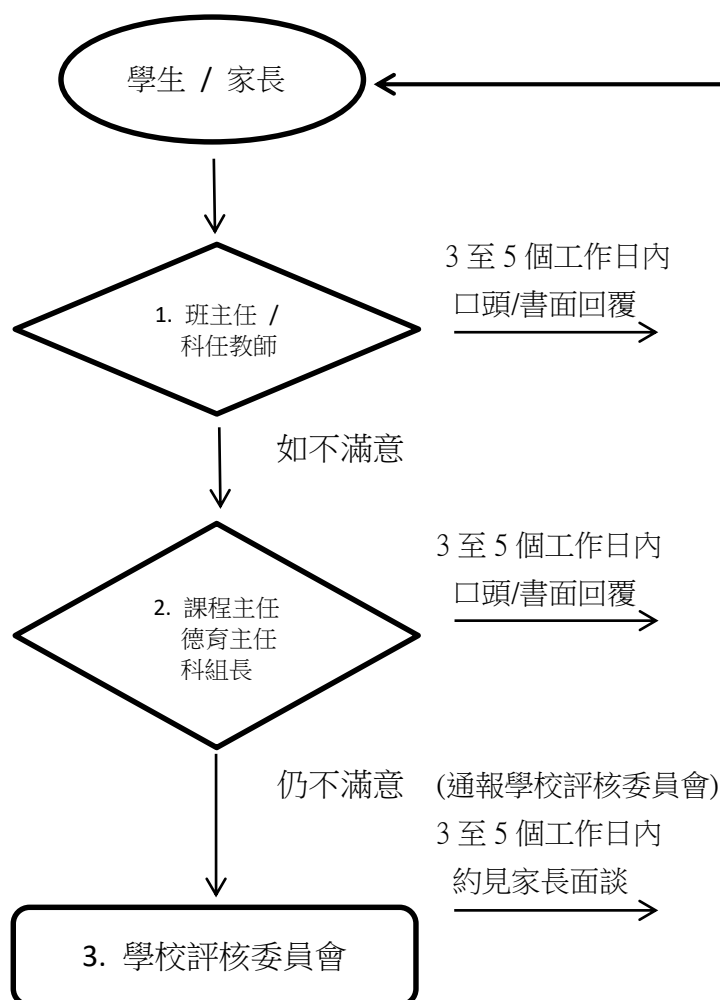 學生 / 家長
3 至 5 個工作日內
口頭/書面回覆
1. 班主任 /
科任教師
如不滿意
3 至 5 個工作日內
口頭/書面回覆
2. 課程主任
德育主任
科組長
仍不滿意 (通報學校評核委員會)
3 至 5 個工作日內
約見家長面談
3. 學校評核委員會